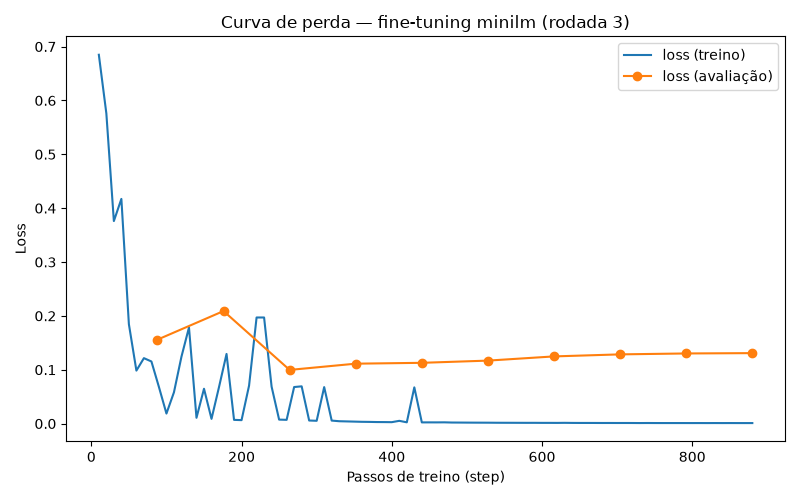 Curva de perda — fine-tuning minilm (rodada 3)
loss (treino)
loss (avaliação)
Loss
0.7
0.6
0.5
0.4
0.3
0.2
0.1
0.0
0
200
400
600
800
Passos de treino (step)